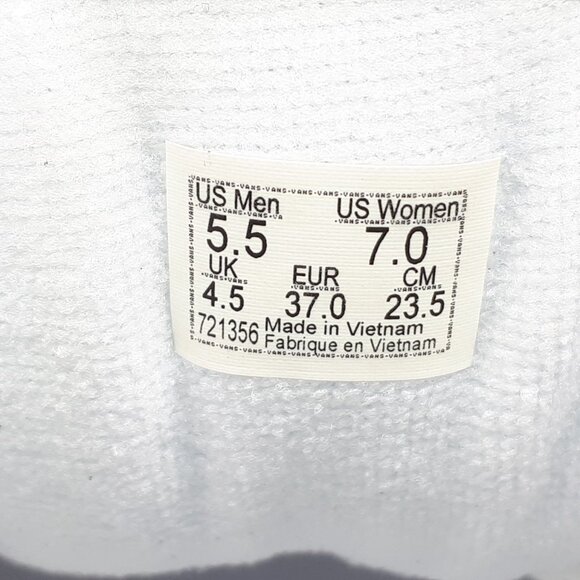 US Men US Women
5.5 7.0
UK EUR CM
4.5 37.0 23.5
721356 Made in Vietnam
Fabrique en Vietnam